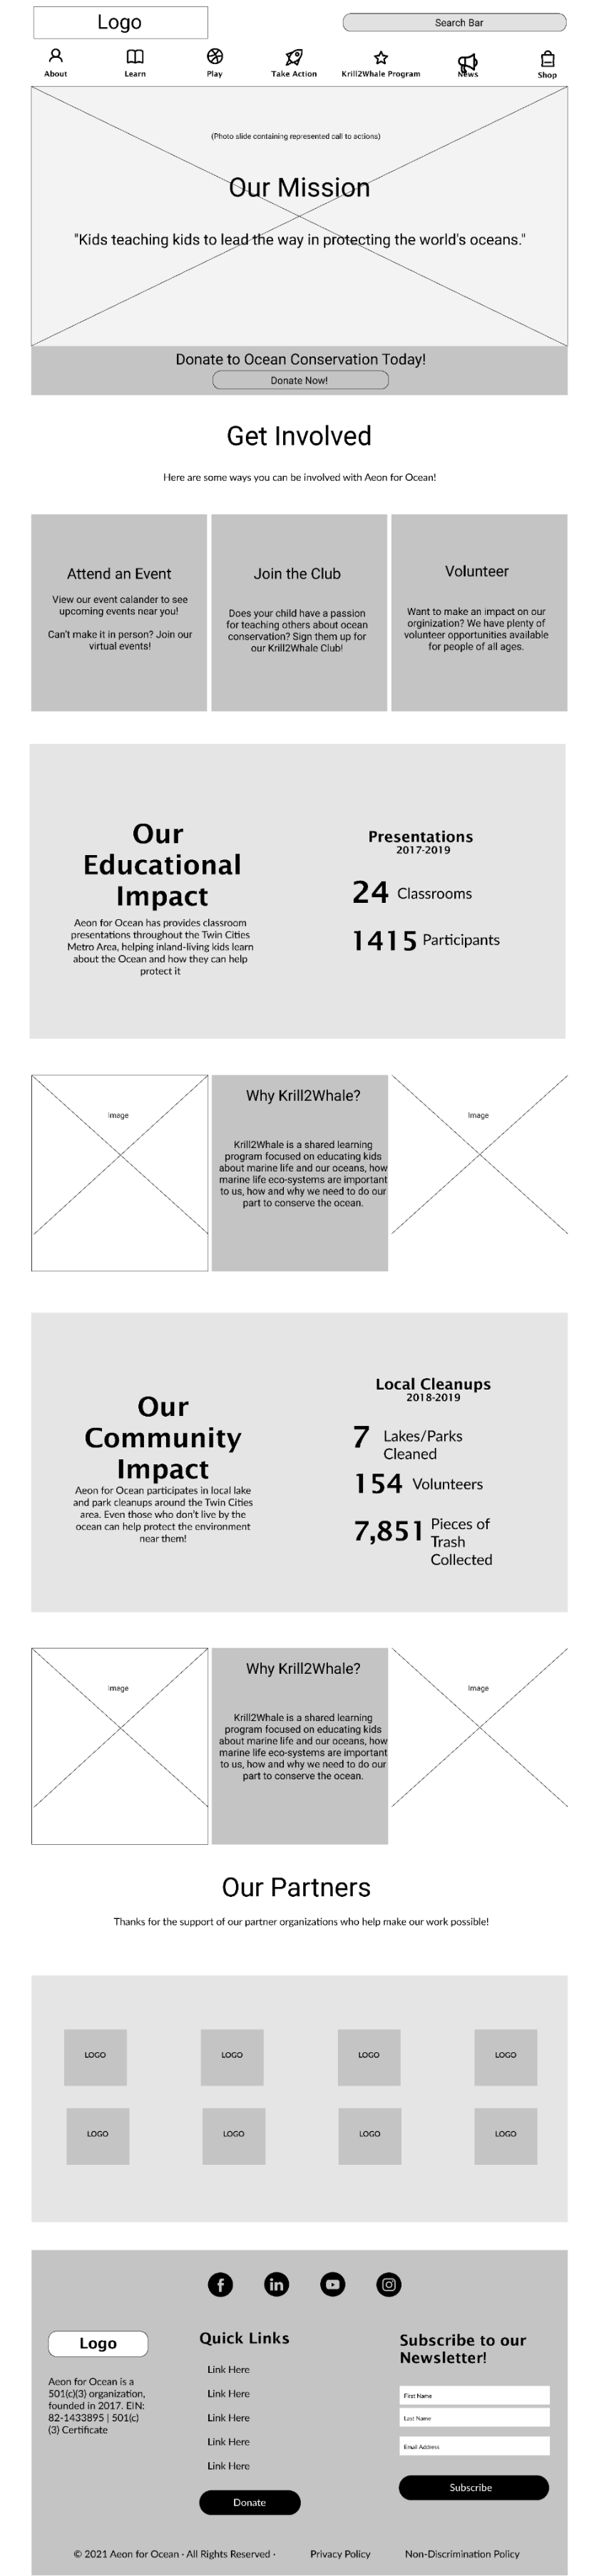 Logo
Search Bar
About
Learn
Play
Take Action
Krill2Whale Program
News
Shop
(Photo slide containing represented call to actions)
Our Mission
"Kids teaching kids to lead the way in protecting the world's oceans."
Donate to Ocean Conservation Today!
Donate Now!
Get Involved
Here are some ways you can be involved with Aeon for Ocean!
Attend an Event
View our event calander to see
upcoming events near you!
Can't make it in person? Join our
virtual events!
Join the Club
Does your child have a passion
for teaching others about ocean
conservation? Sign them up for
our Krill2Whale Club!
Volunteer
Want to make an impact on our
orginization? We have plenty of
volunteer opportunities available
for people of all ages.
Our
Educational
Impact
Aeon for Ocean has provides classroom
presentations throughout the Twin Cities
Metro Area, helping inland-living kids learn
about the Ocean and how they can help
protect it
Presentations
2017-2019
24 Classrooms
1415 Participants
Image
Why Krill2Whale?
Krill2Whale is a shared learning
program focused on educating kids
about marine life and our oceans, how
marine life eco-systems are important
to us, how and why we need to do our
part to conserve the ocean.
Image
Our
Community
Impact
Aeon for Ocean participates in local lake
and park cleanups around the Twin Cities
area. Even those who don't live by the
ocean can help protect the environment
near them!
Local Cleanups
2018-2019
7 Lakes/Parks
Cleaned
154 Volunteers
7,851 Pieces of
Trash
Collected
Image
Why Krill2Whale?
Krill2Whale is a shared learning
program focused on educating kids
about marine life and our oceans, how
marine life eco-systems are important
to us, how and why we need to do our
part to conserve the ocean.
Image
Our Partners
Thanks for the support of our partner organizations who help make our work possible!
LOGO
LOGO
LOGO
LOGO
LOGO
LOGO
LOGO
LOGO
Logo
Aeon for Ocean is a
501(c)(3) organization,
founded in 2017. EIN:
82-1433895 | 501(c)
(3) Certificate
Quick Links
Link Here
Link Here
Link Here
Link Here
Link Here
Donate
Subscribe to our
Newsletter!
First Name
Last Name
Email Address
Subscribe
© 2021 Aeon for Ocean · All Rights Reserved ·
Privacy Policy
Non-Discrimination Policy